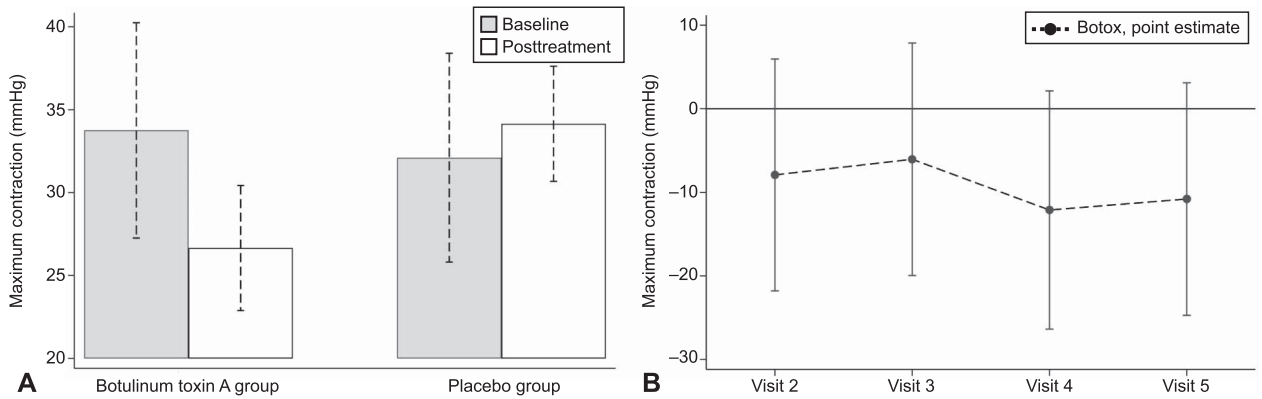 Maximum contraction (mmHg)
40
35
30
25
20
Baseline
Posttreatment
Botulinum toxin A group
Placebo group
A
Maximum contraction (mmHg)
10
0
–10
–20
–30
Botox, point estimate
Visit 2
Visit 3
Visit 4
Visit 5
B